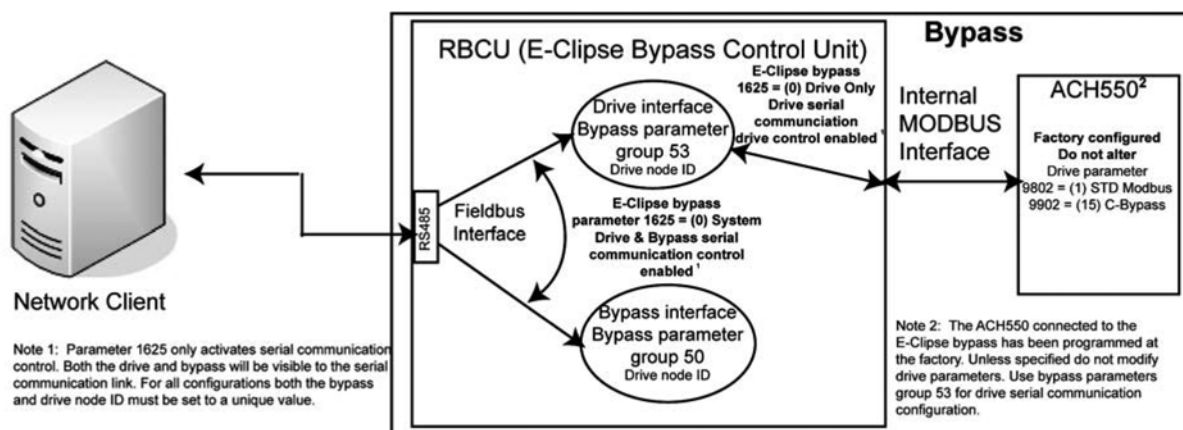 Bypass
RBCU (E-Clipse Bypass Control Unit)
E-Clipse bypass
1625 = (0) Drive Only
Drive serial
communciation
drive control enabled ¹
Drive interface
Bypass parameter
group 53
Drive node ID
Internal
MODBUS
Interface
ACH550²
Factory configured
Do not alter
Drive parameter
9802 = (1) STD Modbus
9902 = (15) C-Bypass
RS485
Fieldbus
Interface
E-Clipse bypass
parameter 1625 = (0) System
Drive & Bypass serial
communication control
enabled ¹
Bypass interface
Bypass parameter
group 50
Drive node ID
Network Client
Note 1: Parameter 1625 only activates serial communication
control. Both the drive and bypass will be visible to the serial
communication link. For all configurations both the bypass
and drive node ID must be set to a unique value.
Note 2: The ACH550 connected to the
E-Clipse bypass has been programmed at
the factory. Unless specified do not modify
drive parameters. Use bypass parameters
group 53 for drive serial communication
configuration.